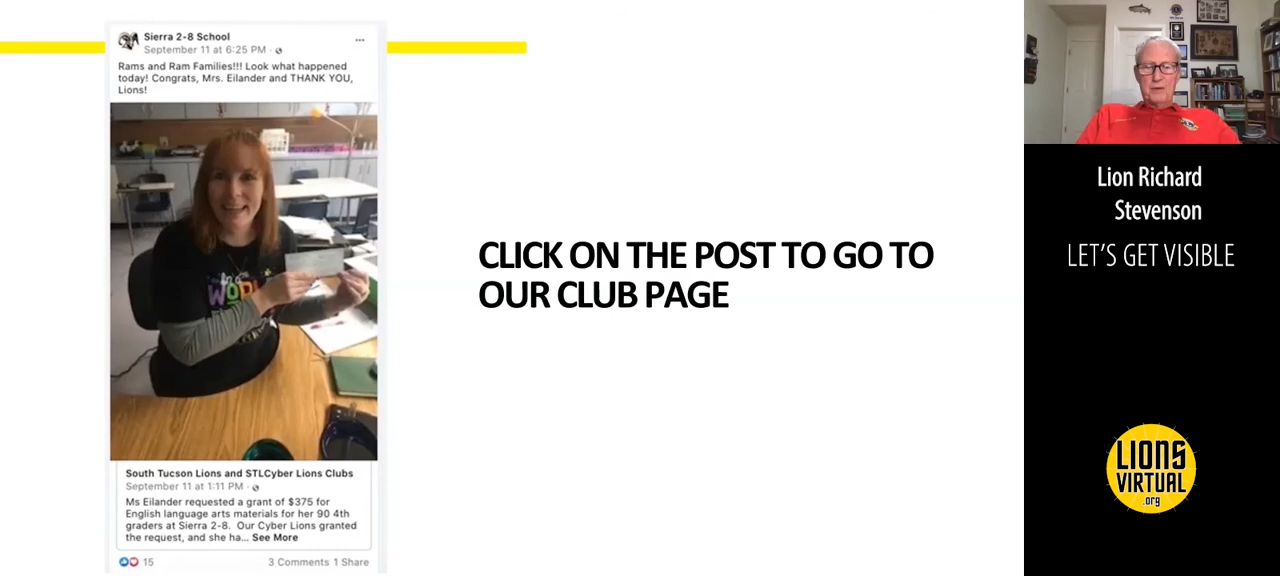 Sierra 2-8 School
September 11 at 6:25 PM ·
Rams and Ram Families!!! Look what happened
today! Congrats, Mrs. Eilander and THANK YOU,
Lions!
South Tucson Lions and STLCyber Lions Clubs
September 11 at 1:11 PM ·
Ms Eilander requested a grant of $375 for
English language arts materials for her 90 4th
graders at Sierra 2-8. Our Cyber Lions granted
the request, and she ha... See More
15
3 Comments 1 Share
CLICK ON THE POST TO GO TO
OUR CLUB PAGE
Lion Richard
Stevenson
LET'S GET VISIBLE
LIONS
VIRTUAL
.org